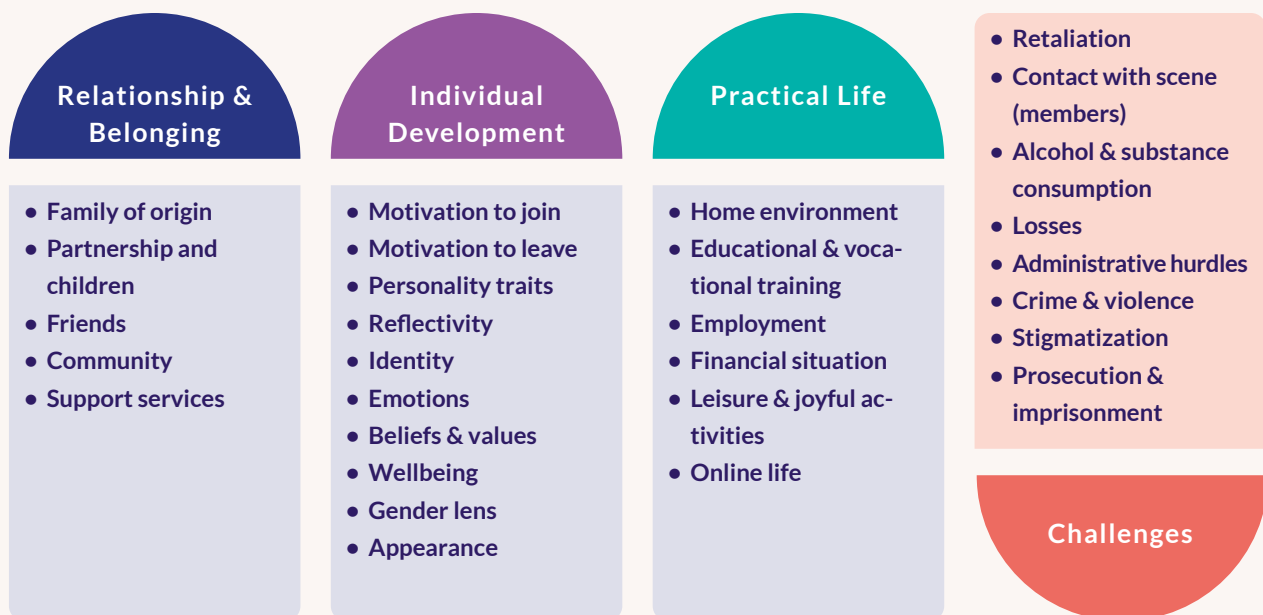 Relationship &
Belonging
• Family of origin
• Partnership and
children
• Friends
• Community
• Support services
Individual
Development
• Motivation to join
• Motivation to leave
• Personality traits
• Reflectivity
• Identity
• Emotions
• Beliefs & values
• Wellbeing
• Gender lens
• Appearance
Practical Life
• Home environment
• Educational & voca-
tional training
• Employment
• Financial situation
• Leisure & joyful ac-
tivities
• Online life
• Retaliation
• Contact with scene
(members)
• Alcohol & substance
consumption
• Losses
• Administrative hurdles
• Crime & violence
• Stigmatization
• Prosecution &
imprisonment
Challenges